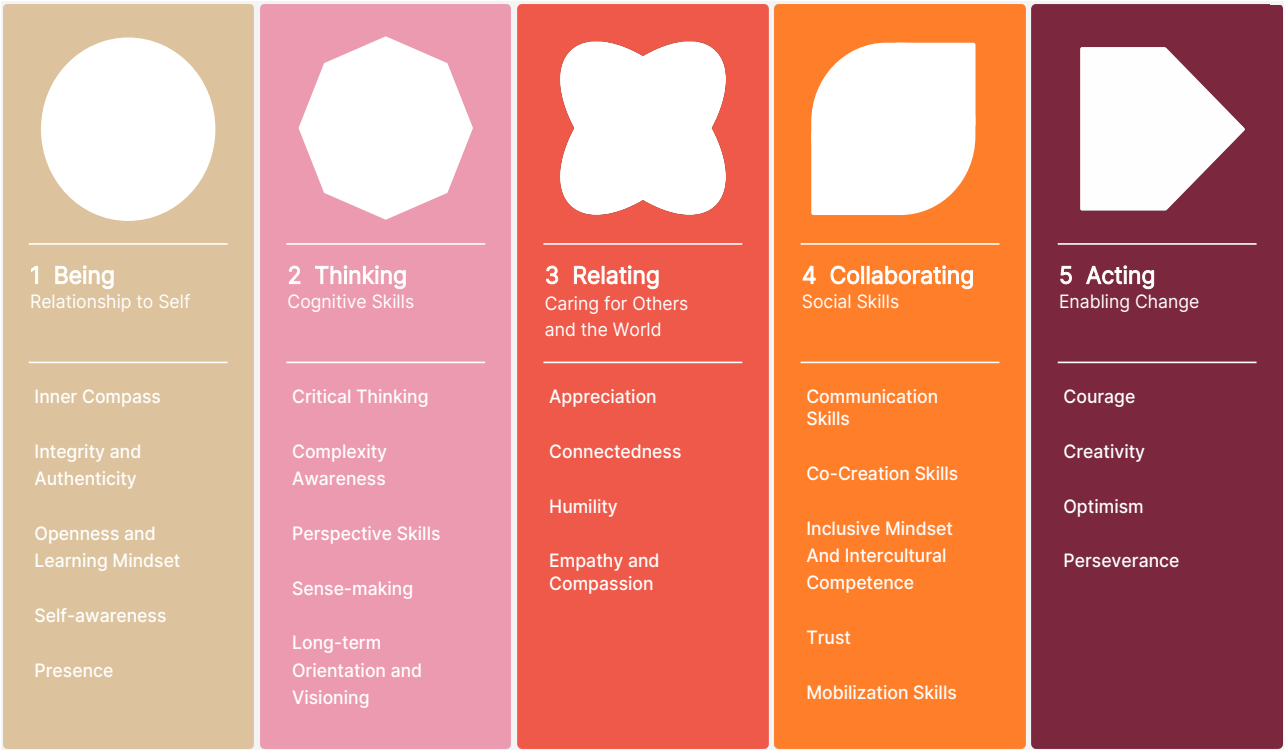 1 Being
Relationship to Self
Inner Compass
Integrity and
Authenticity
Openness and
Learning Mindset
Self-awareness
Presence
2 Thinking
Cognitive Skills
Critical Thinking
Complexity
Awareness
Perspective Skills
Sense-making
Long-term
Orientation and
Visioning
3 Relating
Caring for Others
and the World
Appreciation
Connectedness
Humility
Empathy and
Compassion
4 Collaborating
Social Skills
Communication
Skills
Co-Creation Skills
Inclusive Mindset
And Intercultural
Competence
Trust
Mobilization Skills
5 Acting
Enabling Change
Courage
Creativity
Optimism
Perseverance